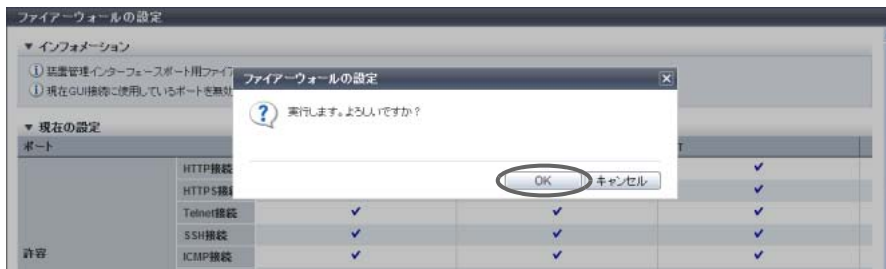 ファイアーウォールの設定
▼ インフォメーション
装置管理インターフェースポート用ファイア
現在GUI接続に使用しているポートを無効
ファイアーウォールの設定
実行します。よろしいですか？
OK
キャンセル
▼ 現在の設定
ポート
T
許容
HTTP接続
HTTPS接
Telnet接続
SSH接続
ICMP接続